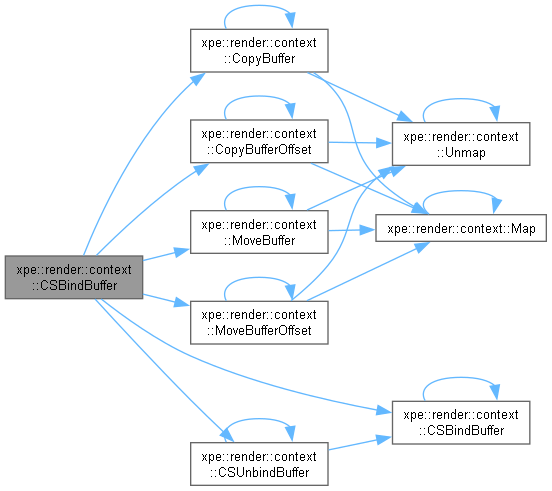 xpe::render::context
::CopyBuffer
xpe::render::context
::CopyBufferOffset
xpe::render::context
::Unmap
xpe::render::context
::MoveBuffer
xpe::render::context::Map
xpe::render::context
::CSBindBuffer
xpe::render::context
::MoveBufferOffset
xpe::render::context
::CSBindBuffer
xpe::render::context
::CSUnbindBuffer